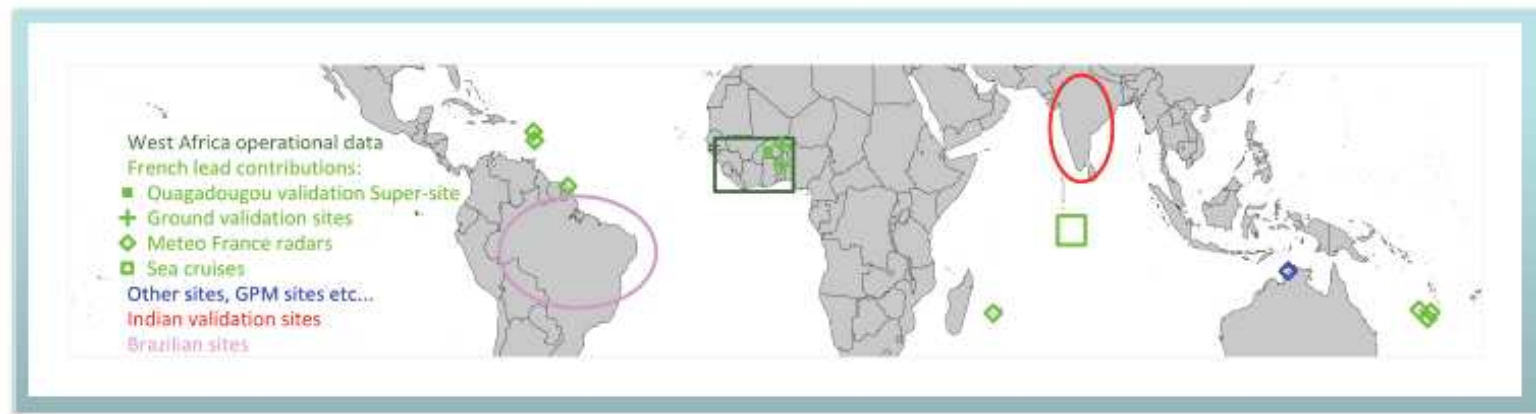 West Africa operational data
French lead contributions:
Ouagadougou validation Super-site
Ground validation sites
Meteo France radars
Sea cruises
Other sites, GPM sites etc...
Indian validation sites
Brazilian sites